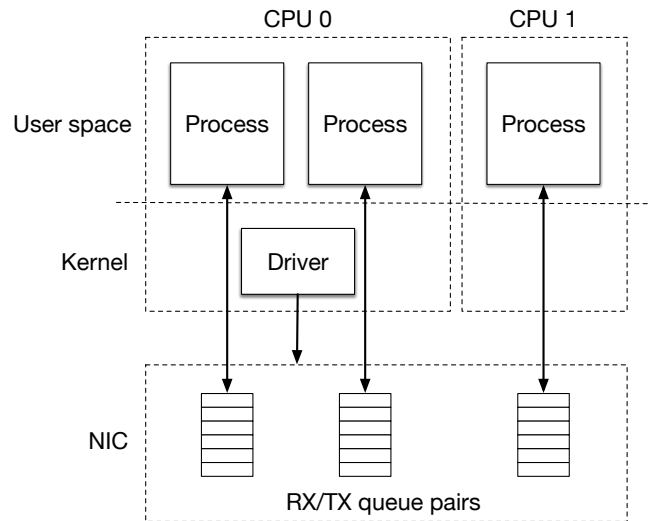 CPU 0
CPU 1
User space
Process
Process
Process
Kernel
Driver
NIC
RX/TX queue pairs